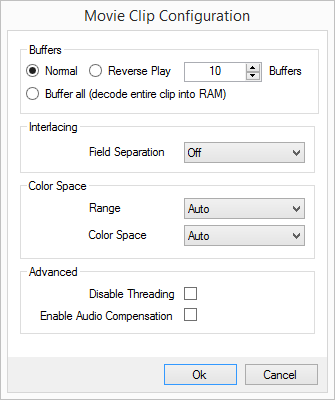 Movie Clip Configuration
Buffers
Normal Reverse Play 10 Buffers
Buffer all (decode entire clip into RAM)
Interlacing
Field Separation Off
Color Space
Range Auto
Color Space Auto
Advanced
Disable Threading
Enable Audio Compensation
Ok Cancel